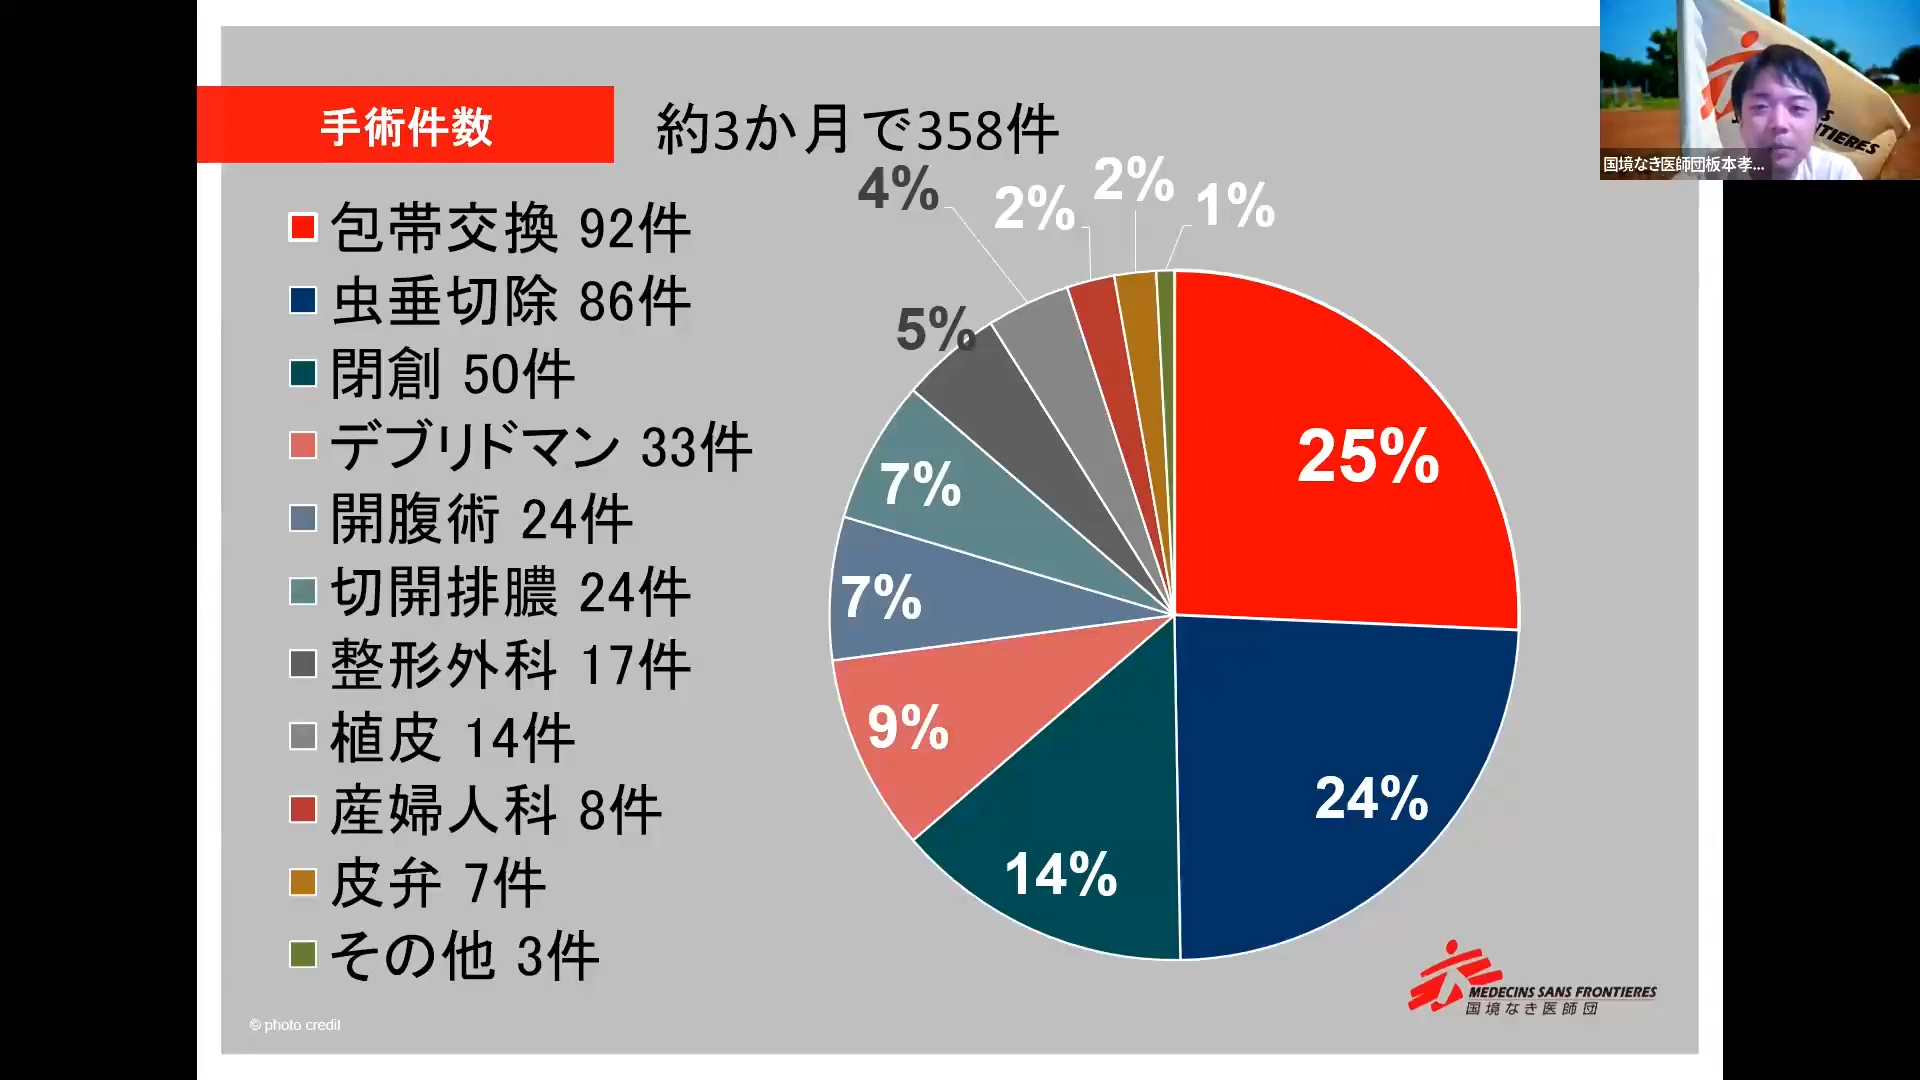 手術件数
約3か月で358件
包帯交換 92件
虫垂切除 86件
閉創 50件
デブリドマン 33件
開腹術 24件
切開排膿 24件
整形外科 17件
植皮 14件
産婦人科 8件
皮弁 7件
その他 3件
4%
2%
2%
1%
5%
25%
7%
7%
9%
24%
14%
MEDECINS SANS FRONTIERES
国境なき医師団
© photo credit
国境なき医師団板本孝...